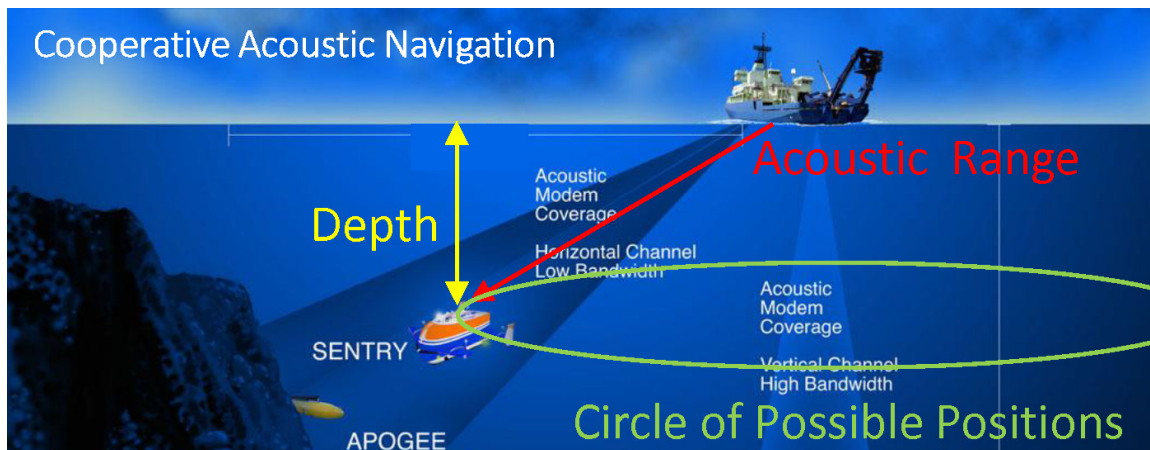 Cooperative Acoustic Navigation
Acoustic Range
Acoustic
Modem
Coverage
Depth
Horizontal Channel
Low Bandwidth
Acoustic
Modem
Coverage
SENTRY
Vertical Channel
High Bandwidth
Circle of Possible Positions
APOGEE